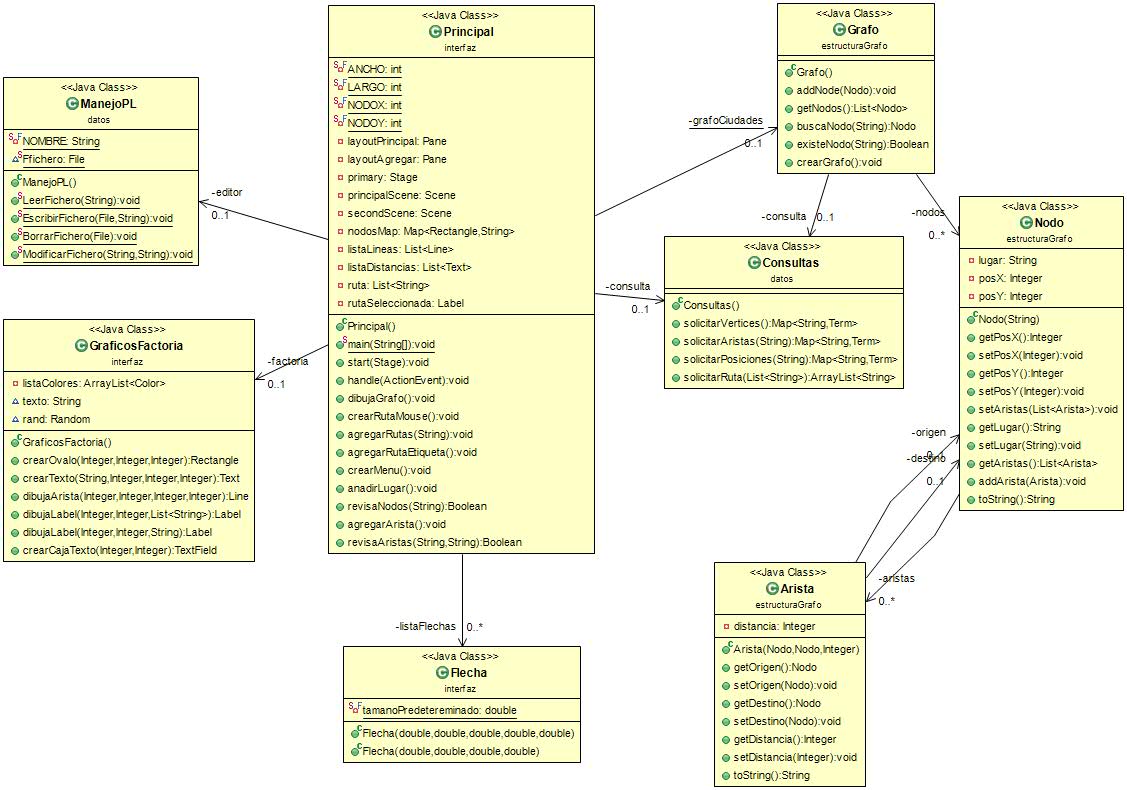 <<Java Class>>
Principal
interfaz
ANCHO: int
LARGO: int
NODOX: int
NODOY: int
layoutPrincipal: Pane
layoutAgregar: Pane
primary: Stage
principalScene: Scene
secondScene: Scene
nodosMap: Map<Rectangle,String>
listaLineas: List<Line>
listaDistancias: List<Text>
ruta: List<String>
rutaSeleccionada: Label
Principal()
main(String[]):void
start(Stage):void
handle(ActionEvent):void
dibujaGrafo():void
crearRutaMouse():void
agregarRutas(String):void
agregarRutaEtiqueta():void
crearMenu():void
anadirLugar():void
revisaNodos(String):Boolean
agregarArista():void
revisaAristas(String,String):Boolean
<<Java Class>>
Grafo
estructuraGrafo
Grafo()
addNode(Nodo):void
getNodos():List<Nodo>
buscaNodo(String):Nodo
existeNodo(String):Boolean
crearGrafo():void
<<Java Class>>
ManejoPL
datos
NOMBRE: String
Ffichero: File
ManejoPL()
LeerFichero(String):void
EscribirFichero(File,String):void
BorrarFichero(File):void
ModificarFichero(String,String):void
-editor
0..1
-grafoCiudades
0..1
-consulta
0..1
-nodos
0..*
<<Java Class>>
Nodo
estructuraGrafo
lugar: String
posX: Integer
posY: Integer
Nodo(String)
getPosX():Integer
setPosX(Integer):void
getPosY():Integer
setPosY(Integer):void
setAristas(List<Arista>):void
getLugar():String
setLugar(String):void
getAristas():List<Arista>
addArista(Arista):void
toString():String
<<Java Class>>
Consultas
datos
Consultas()
solicitarVertices():Map<String,Term>
solicitarAristas(String):Map<String,Term>
solicitarPosiciones(String):Map<String,Term>
solicitarRuta(List<String>):ArrayList<String>
-consulta
0..1
<<Java Class>>
GraficosFactoria
interfaz
listaColores: ArrayList<Color>
texto: String
rand: Random
GraficosFactoria()
crearOvalo(Integer,Integer,Integer):Rectangle
crearTexto(String,Integer,Integer,Integer):Text
dibujaArista(Integer,Integer,Integer,Integer):Line
dibujaLabel(Integer,Integer,List<String>):Label
dibujaLabel(Integer,Integer,String):Label
crearCajaTexto(Integer,Integer):TextField
-factoria
0..1
-origen
0..1
-destino
0..1
-aristas
0..*
<<Java Class>>
Arista
estructuraGrafo
distancia: Integer
Arista(Nodo,Nodo,Integer)
getOrigen():Nodo
setOrigen(Nodo):void
getDestino():Nodo
setDestino(Nodo):void
getDistancia():Integer
setDistancia(Integer):void
toString():String
-listaFlechas
0..*
<<Java Class>>
Flecha
interfaz
tamanoPredetereminado: double
Flecha(double,double,double,double,double)
Flecha(double,double,double,double)